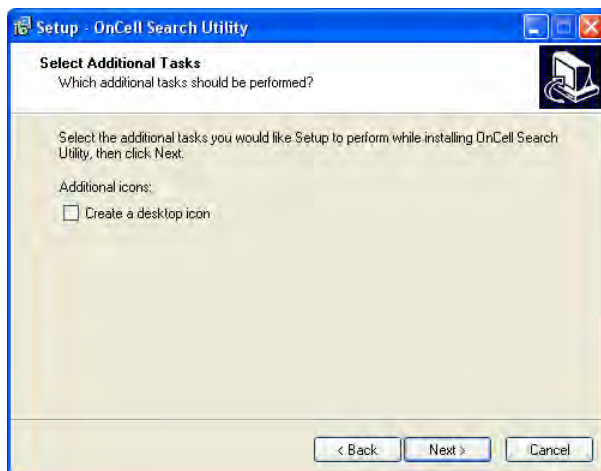 Setup - OnCell Search Utility
Select Additional Tasks
Which additional tasks should be performed?
Select the additional tasks you would like Setup to perform while installing OnCell Search
Utility, then click Next.
Additional icons:
Create a desktop icon
< Back Next > Cancel